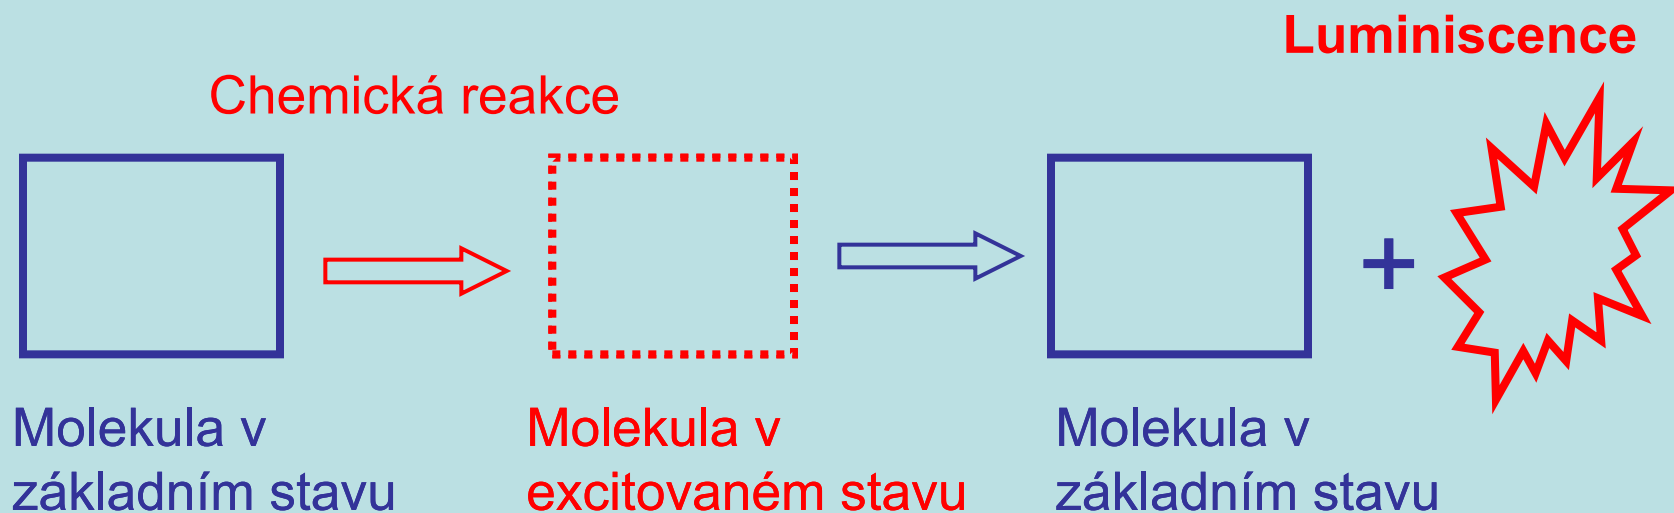 Luminiscence
Chemická reakce
+
Molekula v
základním stavu
Molekula v
excitovaném stavu
Molekula v
základním stavu